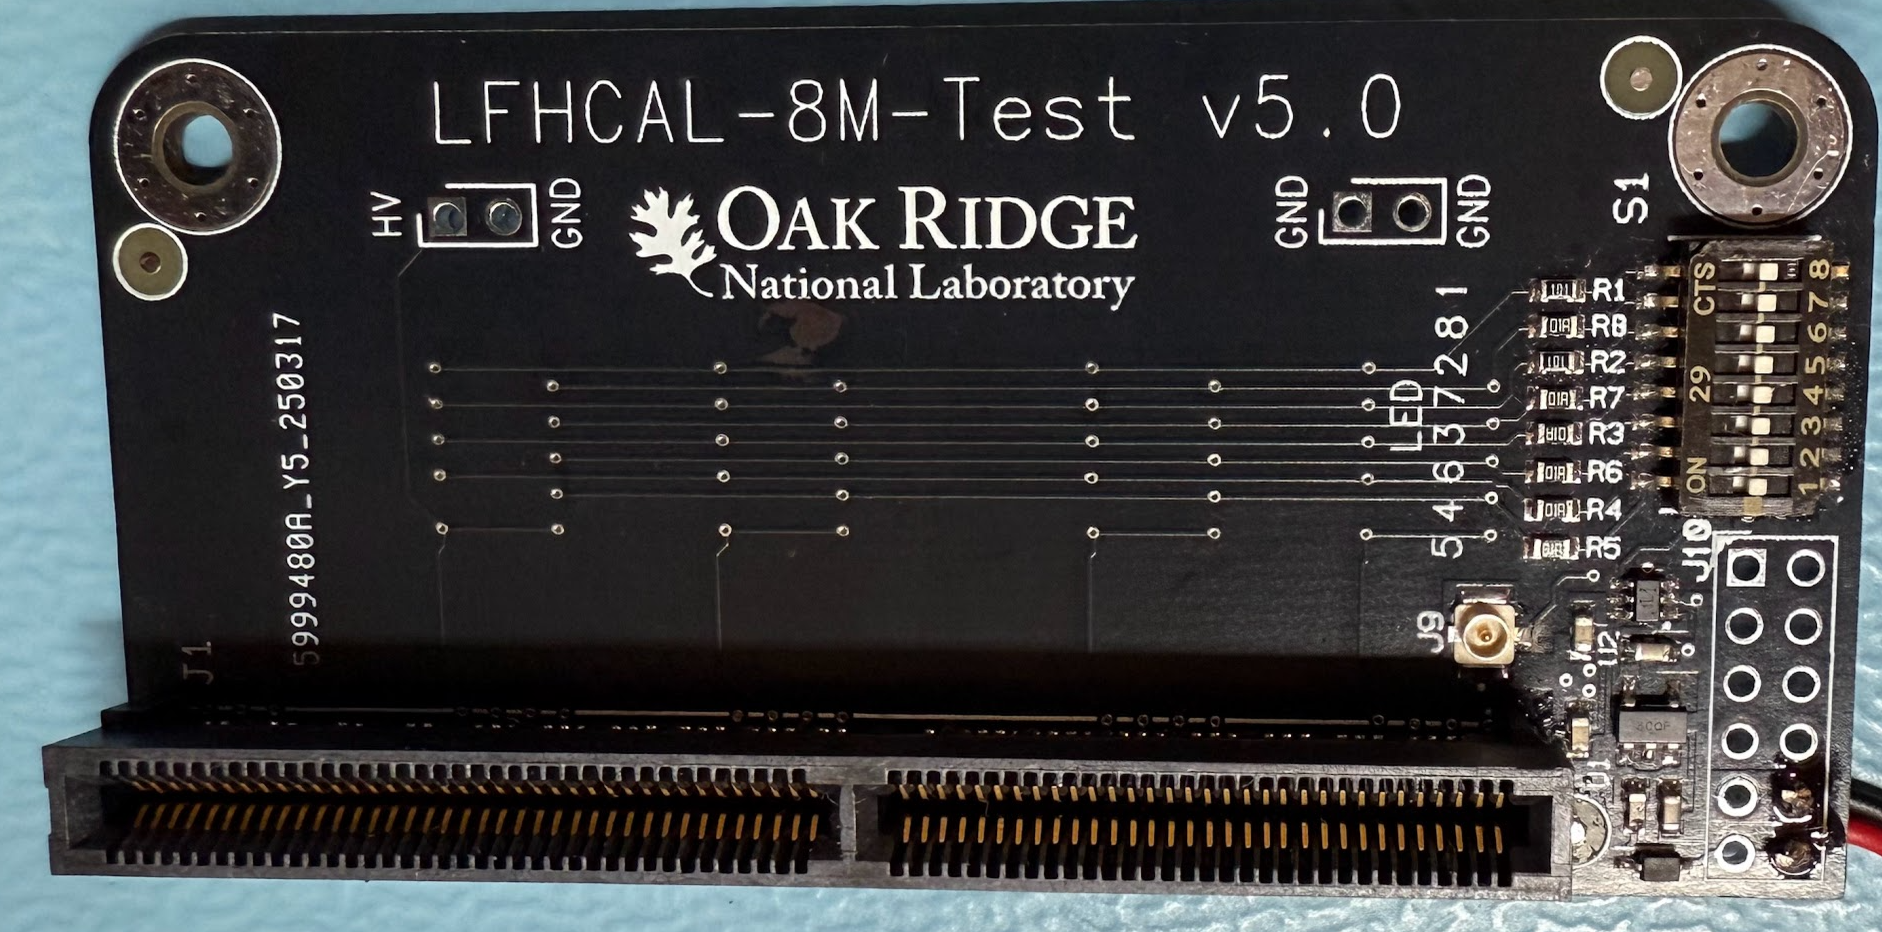 LFHCAL-8M-Test v5.0
HV
GND
OAK RIDGE
National Laboratory
GND
GND
S1
1
8
2
7
3
6
4
5
LED
R1
R8
R2
R7
R3
R6
R4
R5
CTS
29
ON
8
7
6
5
4
3
2
1
5999480A_Y5_250317
J1
J9
J10
U2